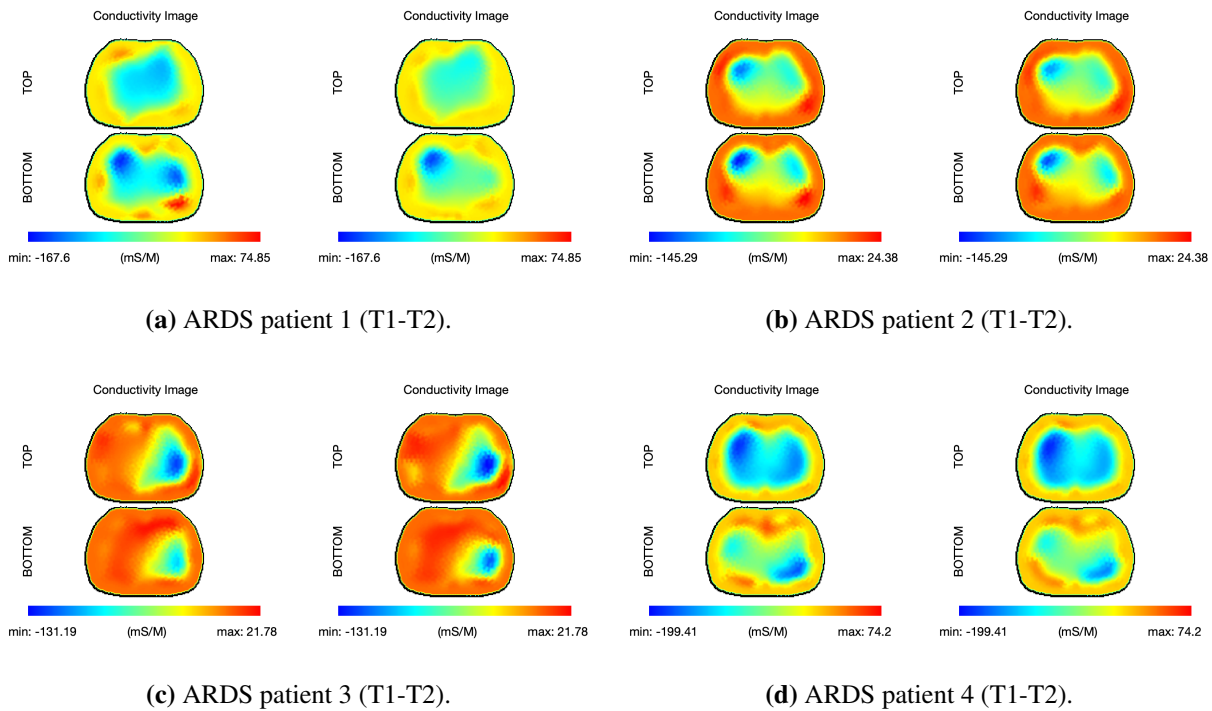 Conductivity Image Conductivity Image Conductivity Image Conductivity Image
TOP TOP TOP TOP
BOTTOM BOTTOM BOTTOM BOTTOM
min: -167.6 (mS/M) max: 74.85 min: -167.6 (mS/M) max: 74.85 min: -145.29 (mS/M) max: 24.38 min: -145.29 (mS/M) max: 24.38
(a) ARDS patient 1 (T1-T2). (b) ARDS patient 2 (T1-T2).
Conductivity Image Conductivity Image Conductivity Image Conductivity Image
TOP TOP TOP TOP
BOTTOM BOTTOM BOTTOM BOTTOM
min: -131.19 (mS/M) max: 21.78 min: -131.19 (mS/M) max: 21.78 min: -199.41 (mS/M) max: 74.2 min: -199.41 (mS/M) max: 74.2
(c) ARDS patient 3 (T1-T2). (d) ARDS patient 4 (T1-T2).